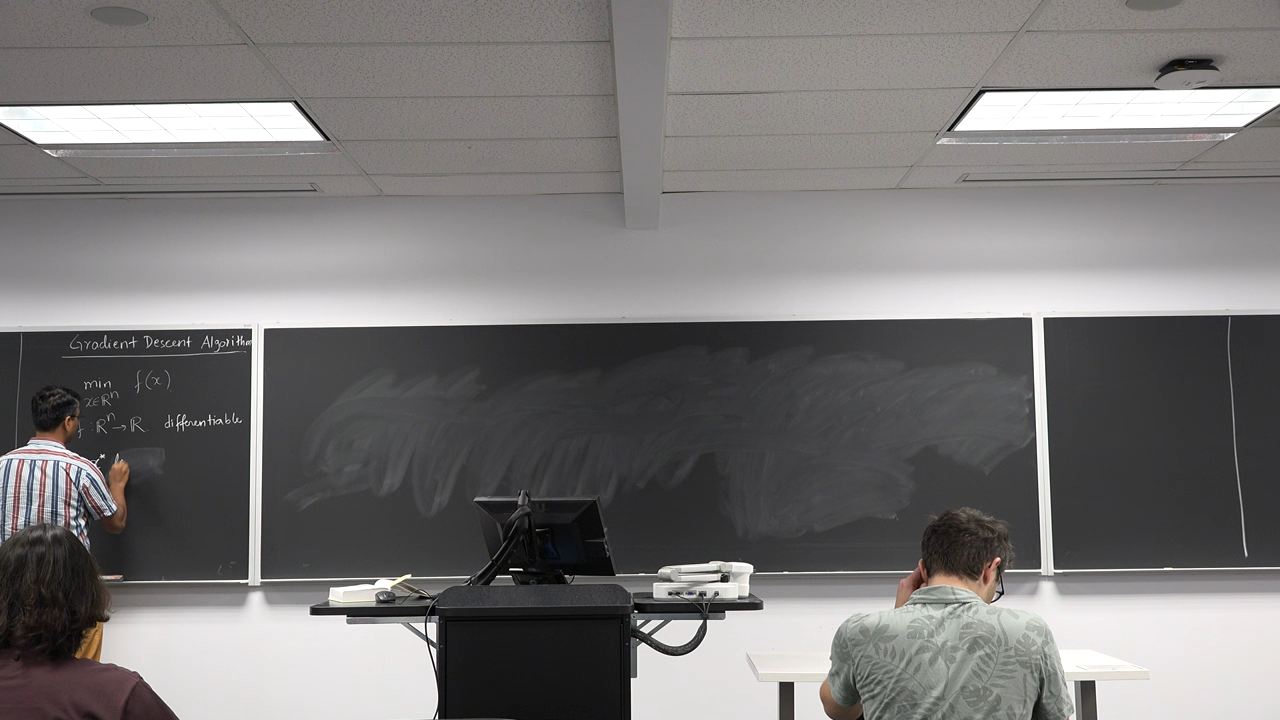 Gradient Descent Algorithm
min f(x)
x∈ℝⁿ
f : ℝⁿ → ℝ differentiable
x*